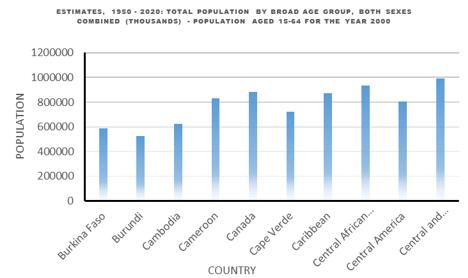 ESTIMATES, 1950 - 2020: TOTAL POPULATION BY BROAD AGE GROUP, BOTH SEXES
COMBINED (THOUSANDS) - POPULATION AGED 15-64 FOR THE YEAR 2000
POPULATION
1200000
1000000
800000
600000
400000
200000
0
Burkina Faso
Burundi
Cambodia
Cameroon
Canada
Cape Verde
Caribbean
Central African...
Central America
Central and...
COUNTRY